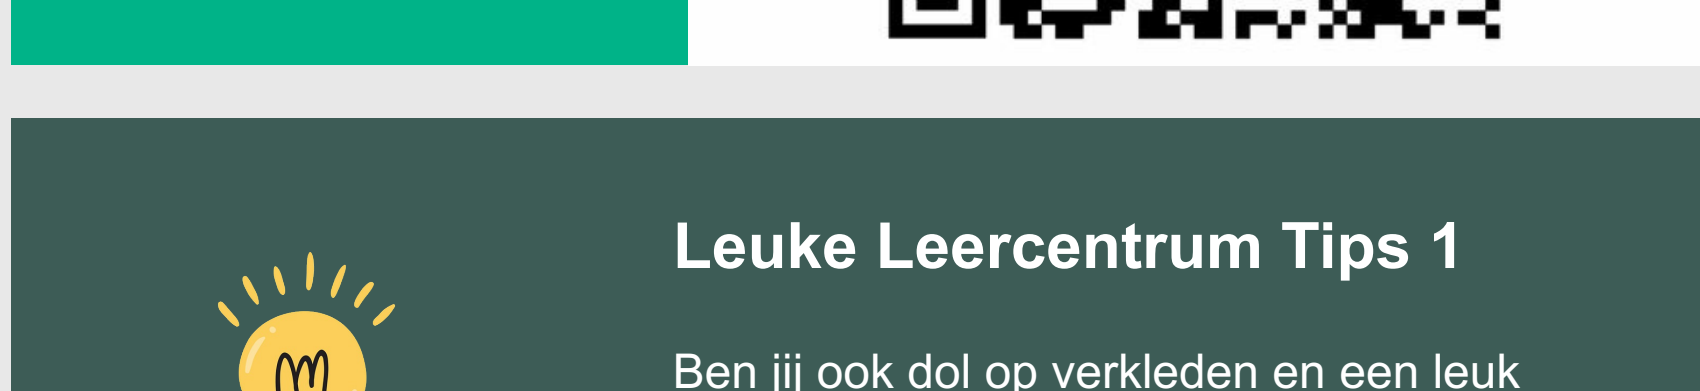 Leuke Leercentrum Tips 1
Ben jij ook dol op verkleden en een leuk